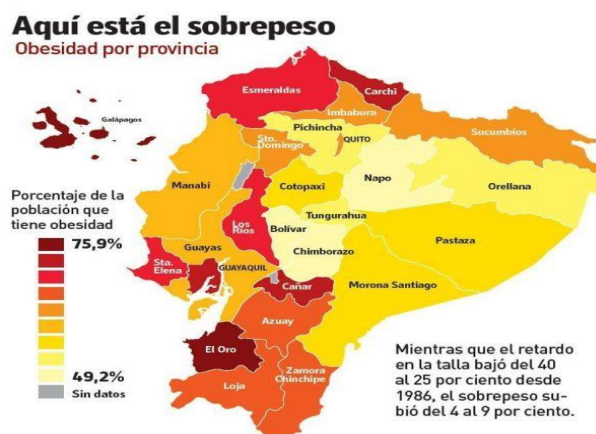 Aquí está el sobrepeso
Obesidad por provincia
Galápagos
Esmeraldas
Carchi
Imbabura
Pichincha
QUITO
Sucumbíos
Sto.
Domingo
Manabí
Cotopaxi
Napo
Orellana
Tungurahua
Los
Ríos
Bolívar
Pastaza
Guayas
Chimborazo
Sta.
Elena
GUAYAQUIL
Cañar
Morona Santiago
Azuay
El Oro
Loja
Zamora
Chinchipe
Porcentaje de la
población que
tiene obesidad
75,9%
49,2%
Sin datos
Mientras que el retardo
en la talla bajó del 40
al 25 por ciento desde
1986, el sobrepeso su-
bió del 4 al 9 por ciento.